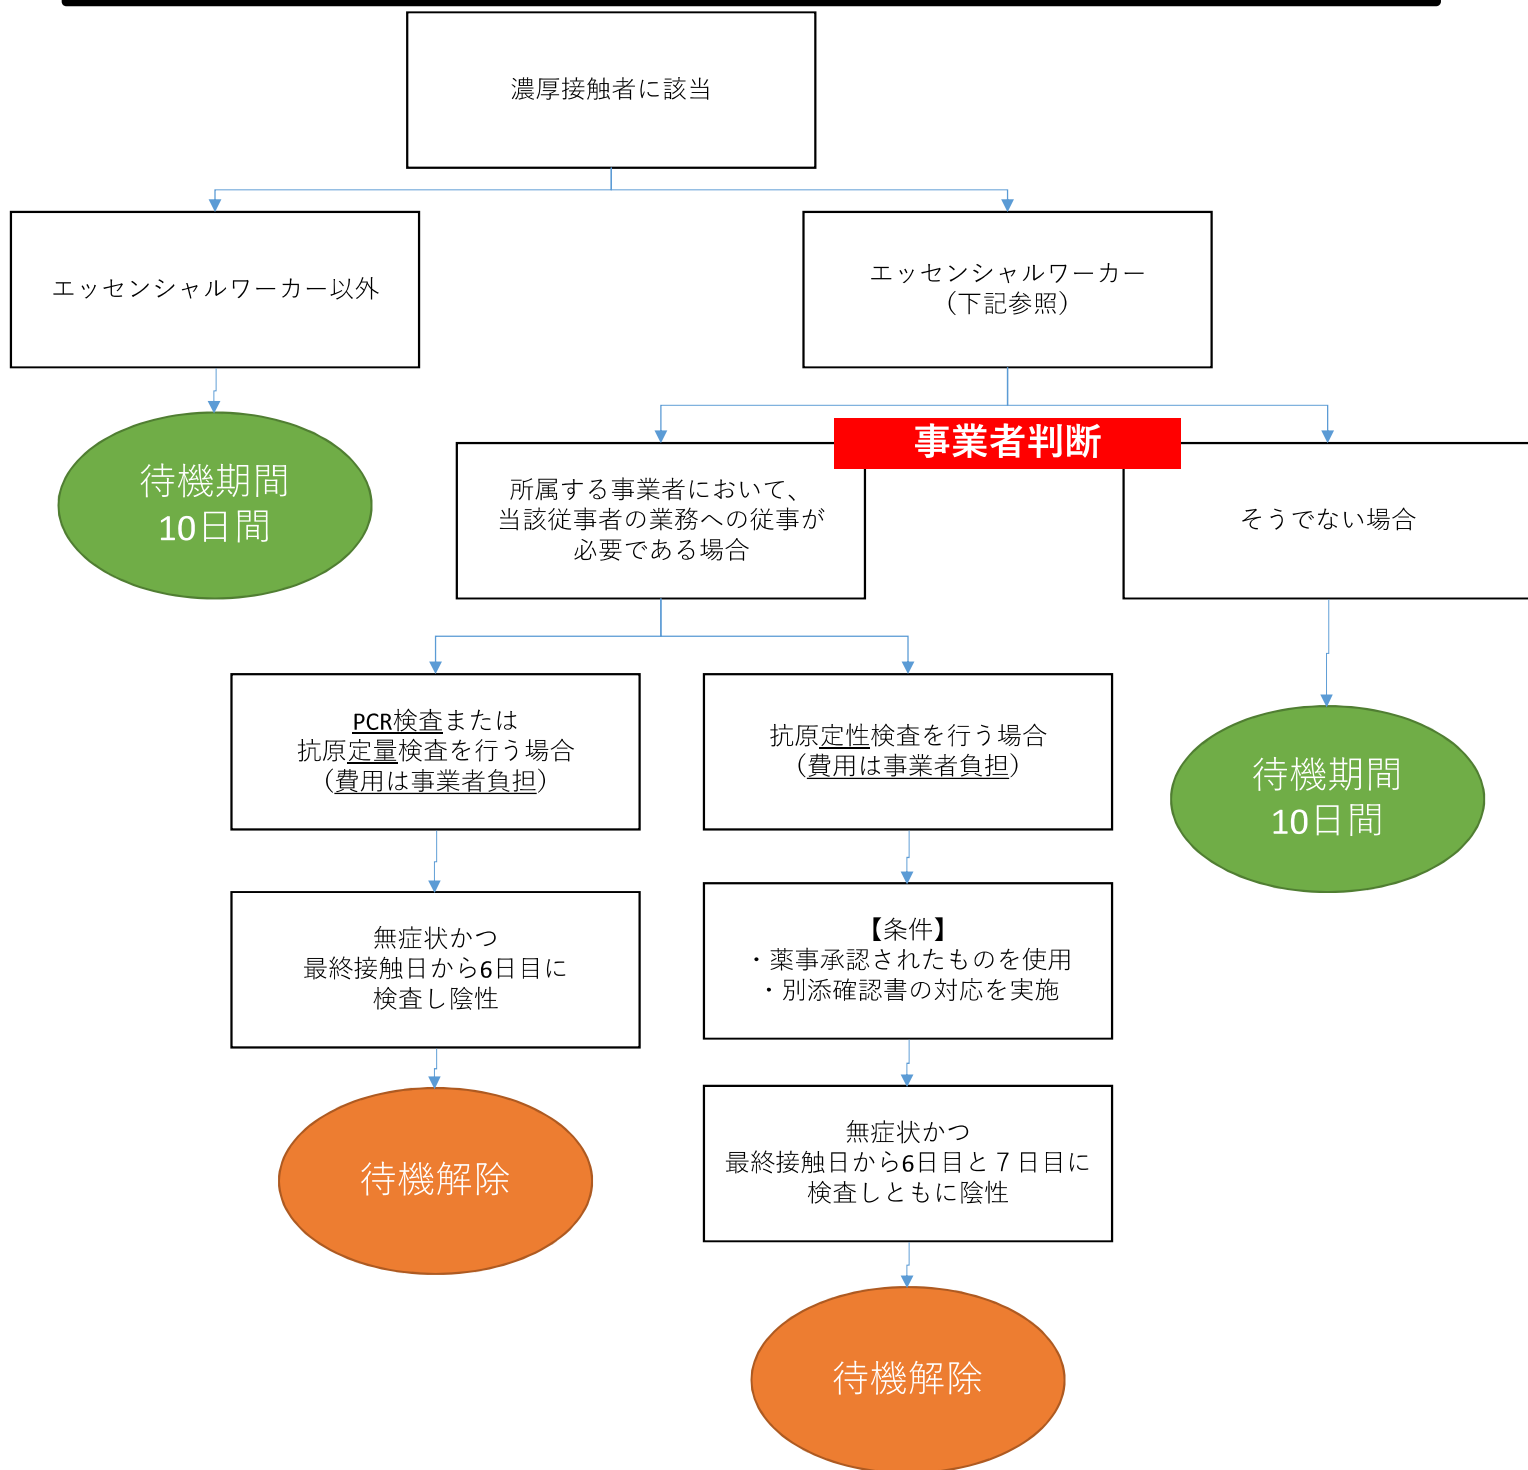 濃厚接触者に該当
エッセンシャルワーカー以外
エッセンシャルワーカー
（下記参照）
待機期間
10日間
事業者判断
所属する事業者において、
当該従事者の業務への従事が
必要である場合
そうでない場合
PCR検査または
抗原定量検査を行う場合
（費用は事業者負担）
抗原定性検査を行う場合
（費用は事業者負担）
待機期間
10日間
無症状かつ
最終接触日から6日目に
検査し陰性
【条件】
・薬事承認されたものを使用
・別添確認書の対応を実施
待機解除
無症状かつ
最終接触日から6日目と７日目に
検査しともに陰性
待機解除